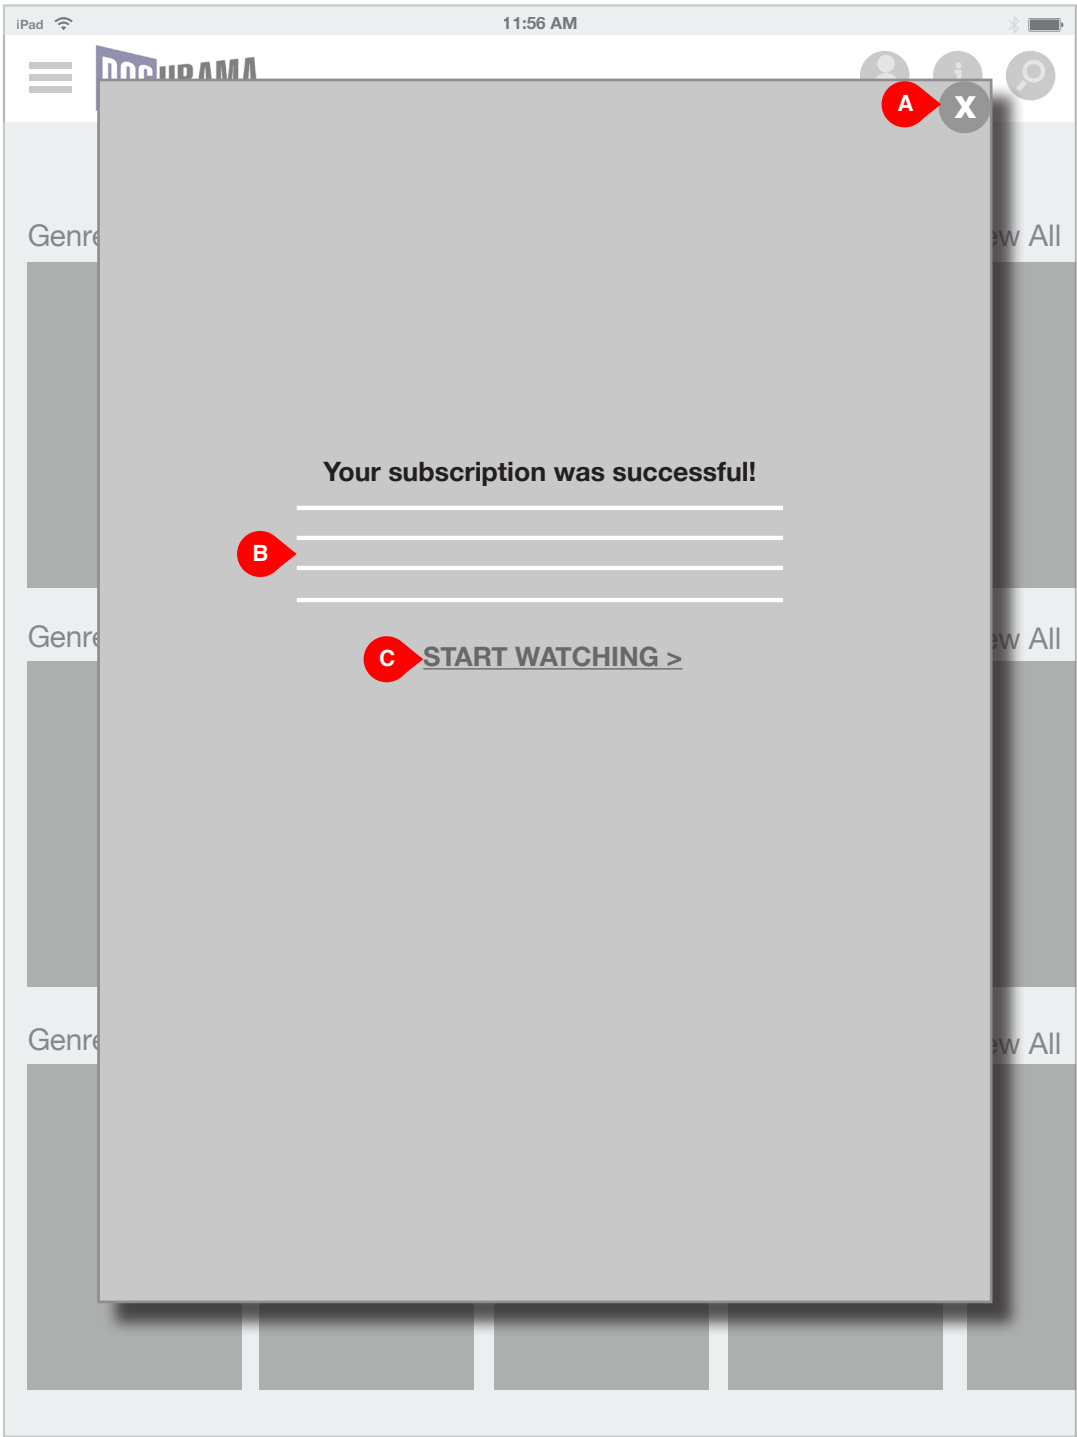 iPad 11:56 AM
DOCURAMA
A X
Genre
ew All
Your subscription was successful!
B
C START WATCHING >
Genre
ew All
Genre
ew All